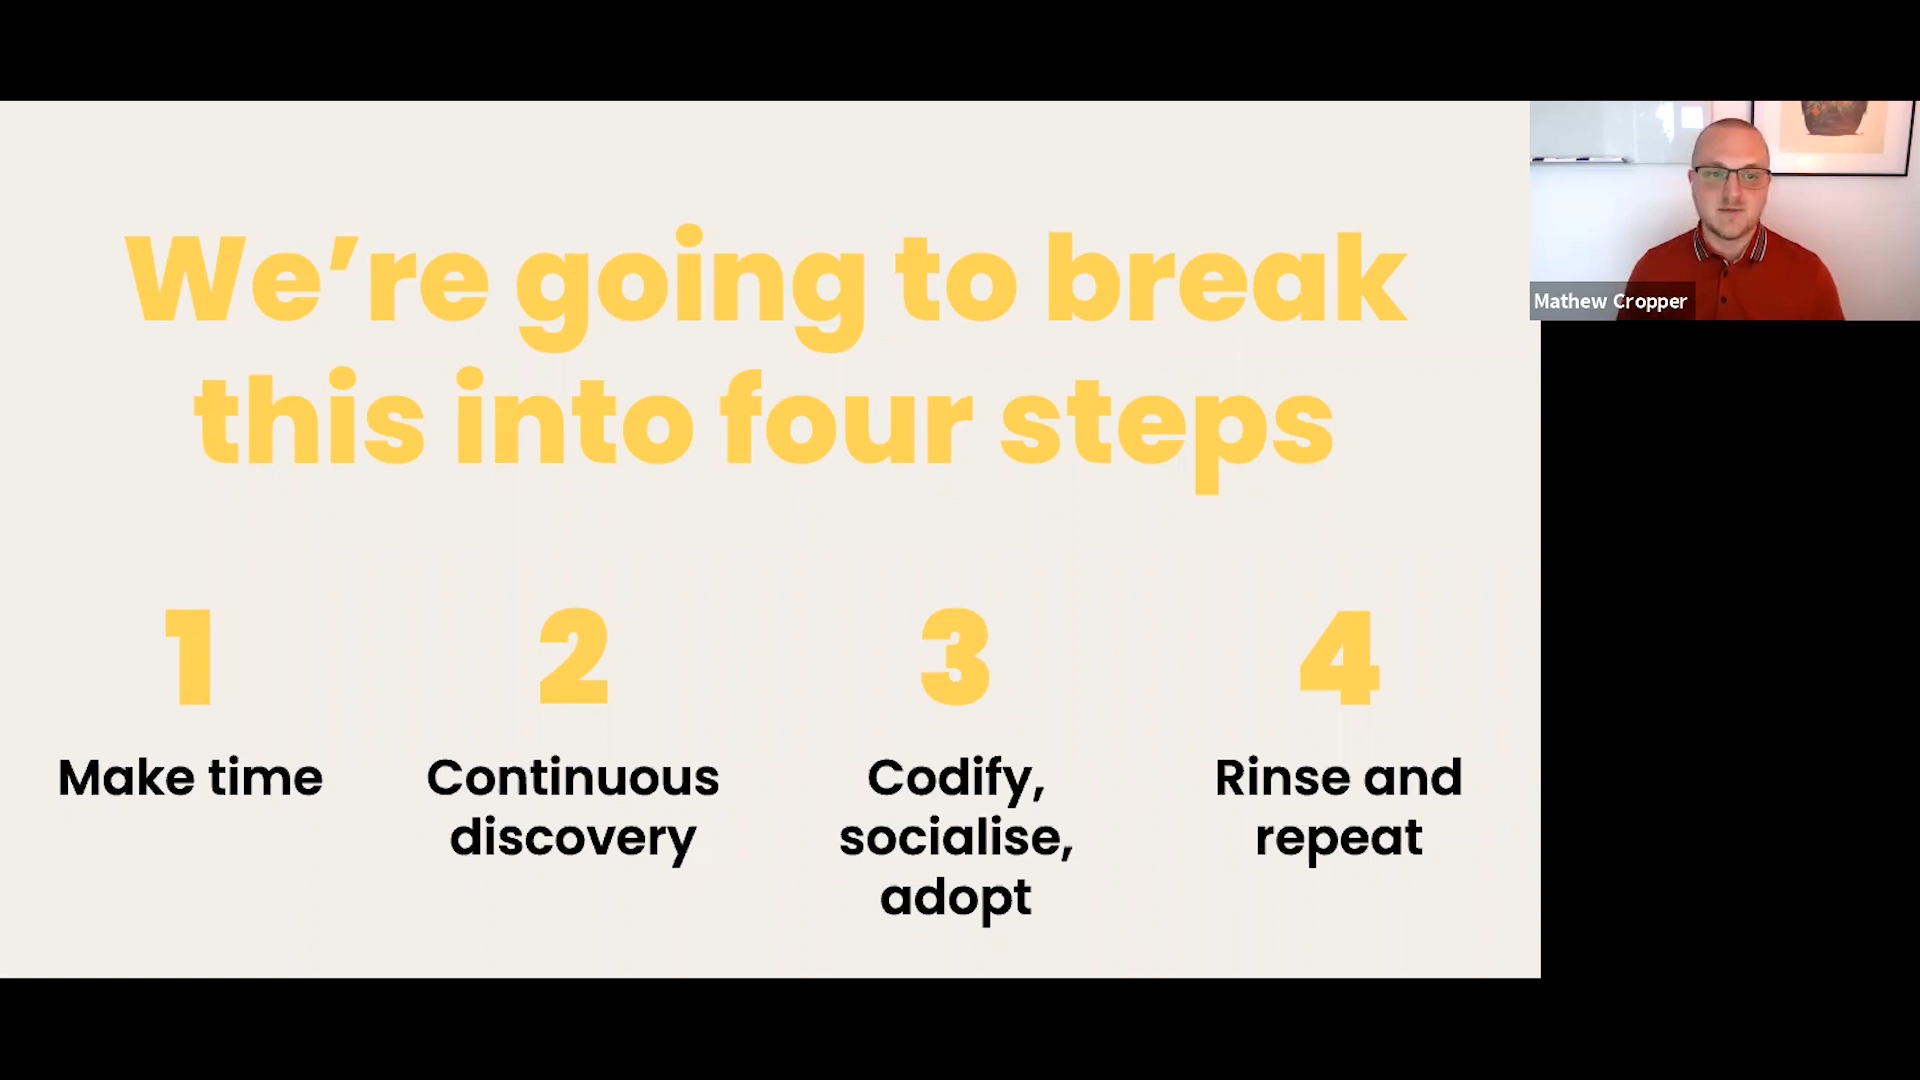 We’re going to break
this into four steps
1
Make time
2
Continuous
discovery
3
Codify,
socialise,
adopt
4
Rinse and
repeat
Mathew Cropper